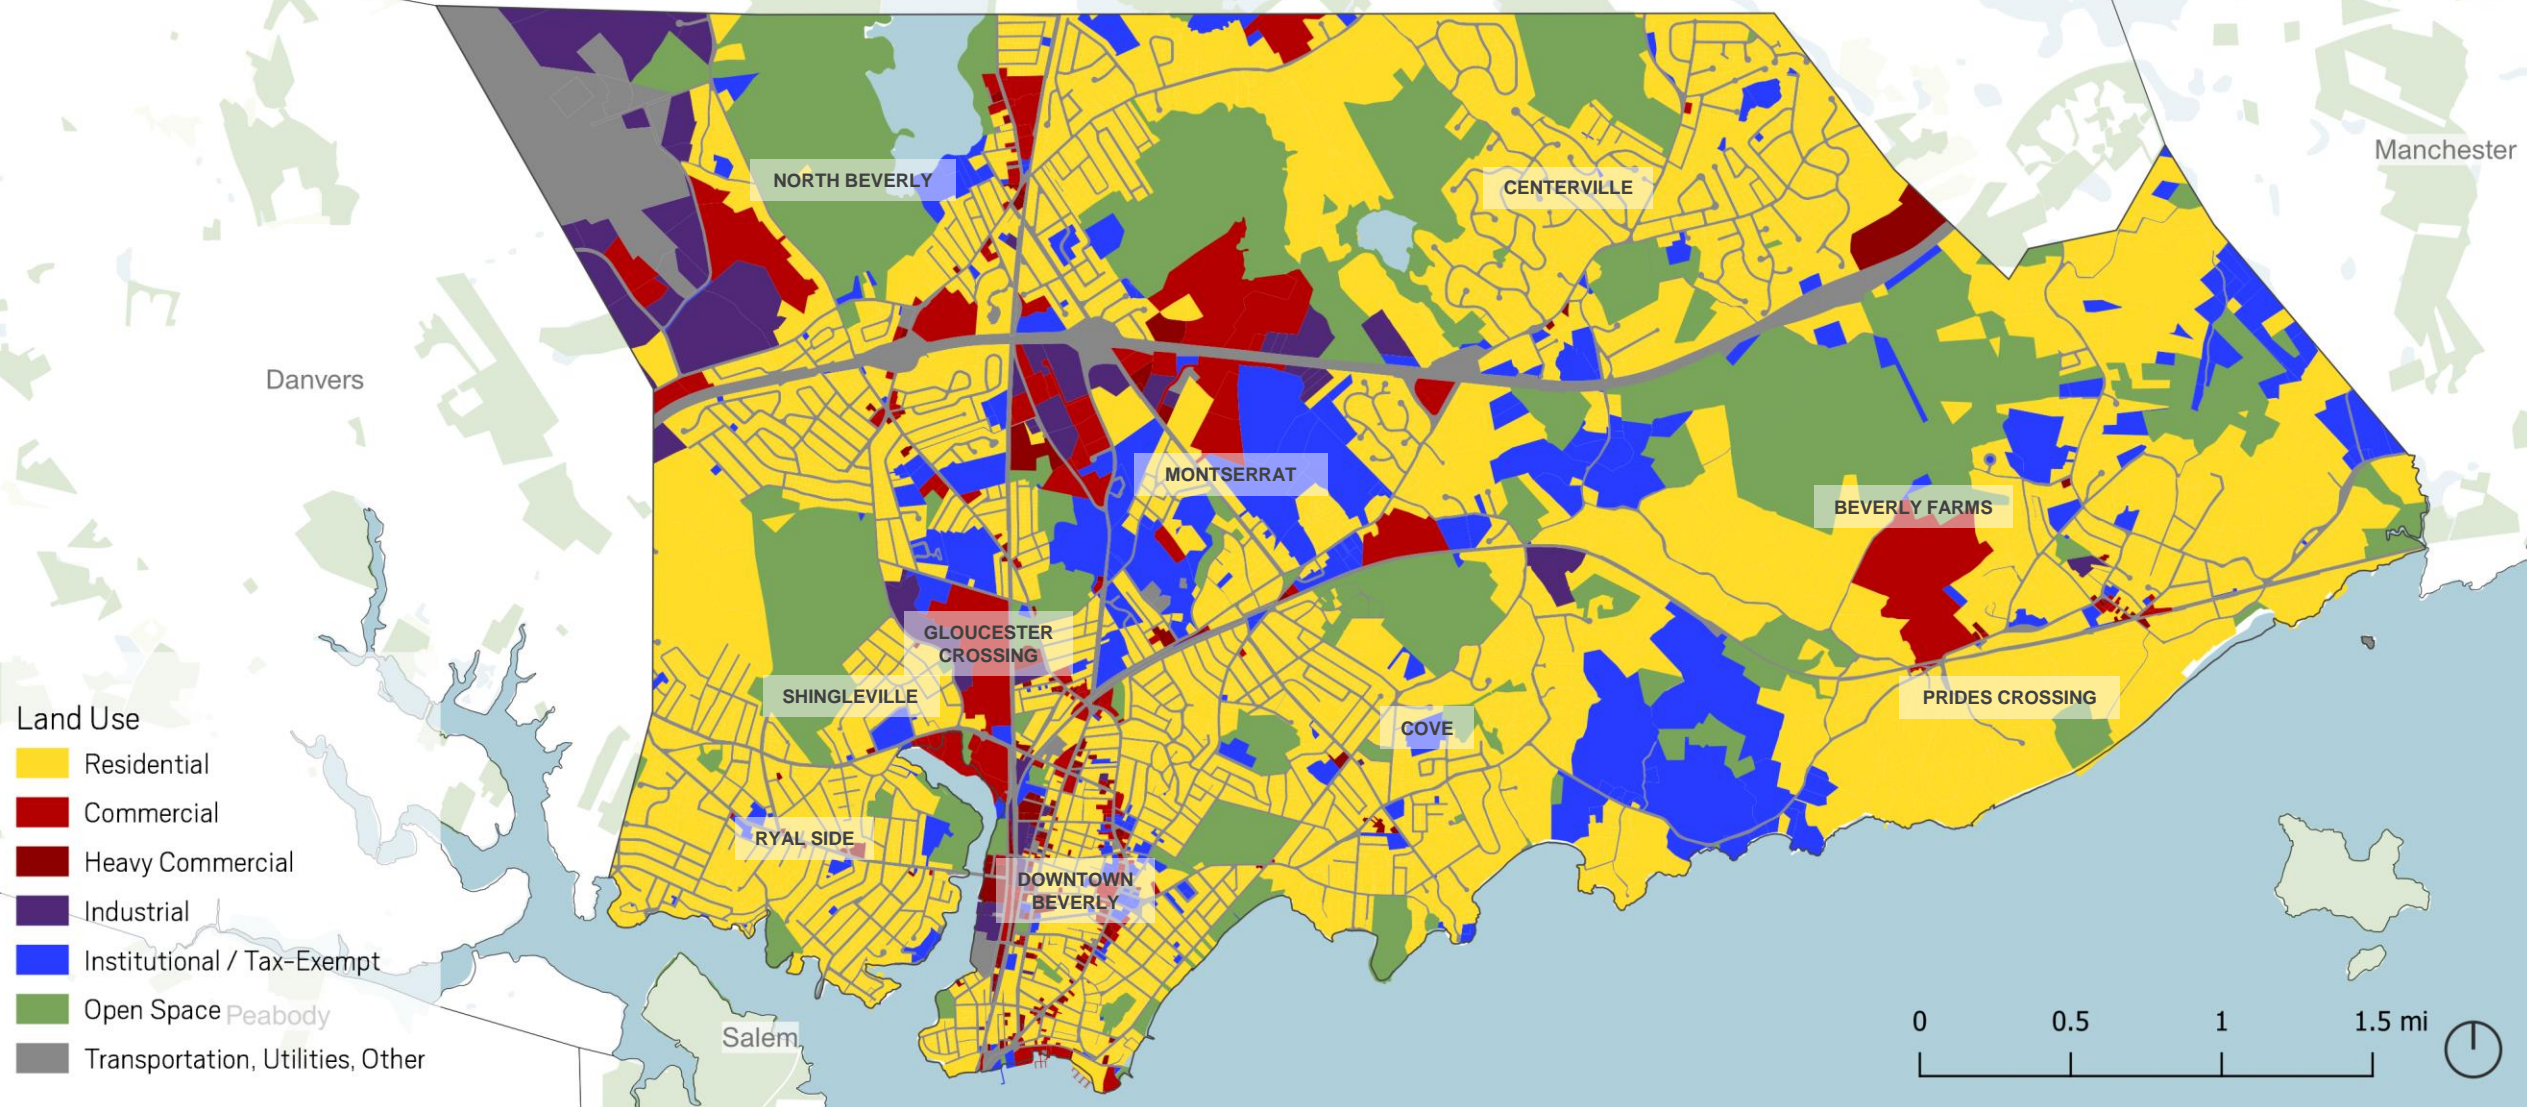 Manchester
NORTH BEVERLY
CENTERVILLE
Danvers
MONTSERRAT
BEVERLY FARMS
GLOUCESTER
CROSSING
SHINGLEVILLE
PRIDES CROSSING
COVE
RYAL SIDE
DOWNTOWN
BEVERLY
Land Use
Residential
Commercial
Heavy Commercial
Industrial
Institutional / Tax-Exempt
Open Space
Transportation, Utilities, Other
Peabody
Salem
0 0.5 1 1.5 mi